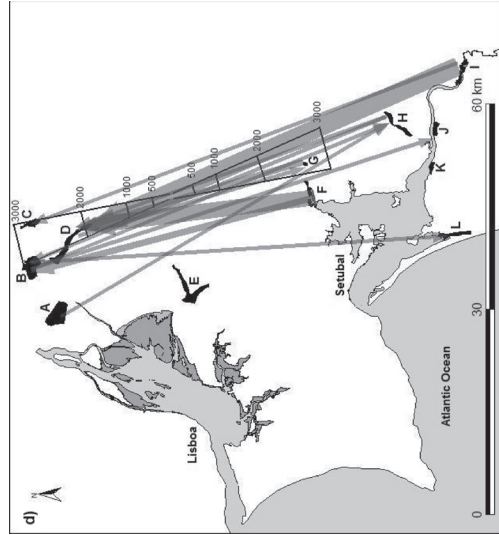 d)
N
Lisboa
Setubal
Atlantic Ocean
A
B
C
D
E
F
G
H
I
J
K
L
3000
2000
1000
500
500
1000
2000
3000
0
30
60 km